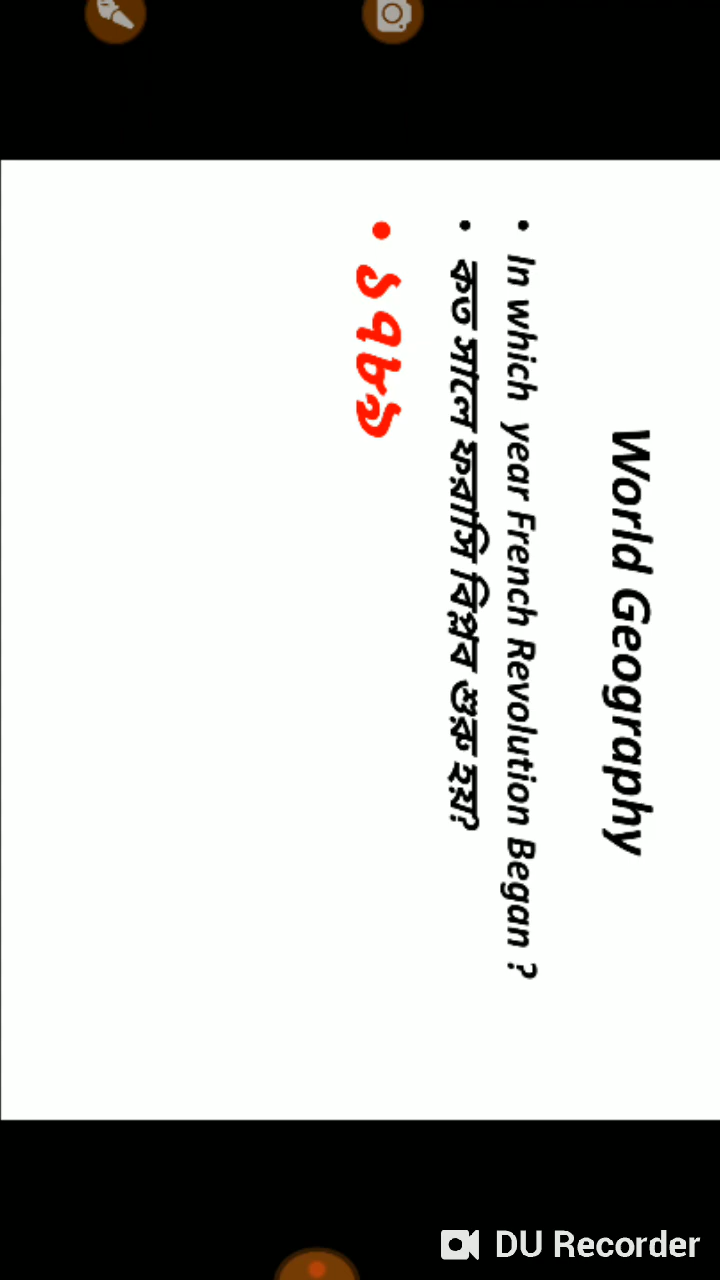 World Geography
• In which year French Revolution Began ?
• কত সালে ফরাসি বিপ্লব শুরু হয়?
• ১৭৮৯
DU Recorder